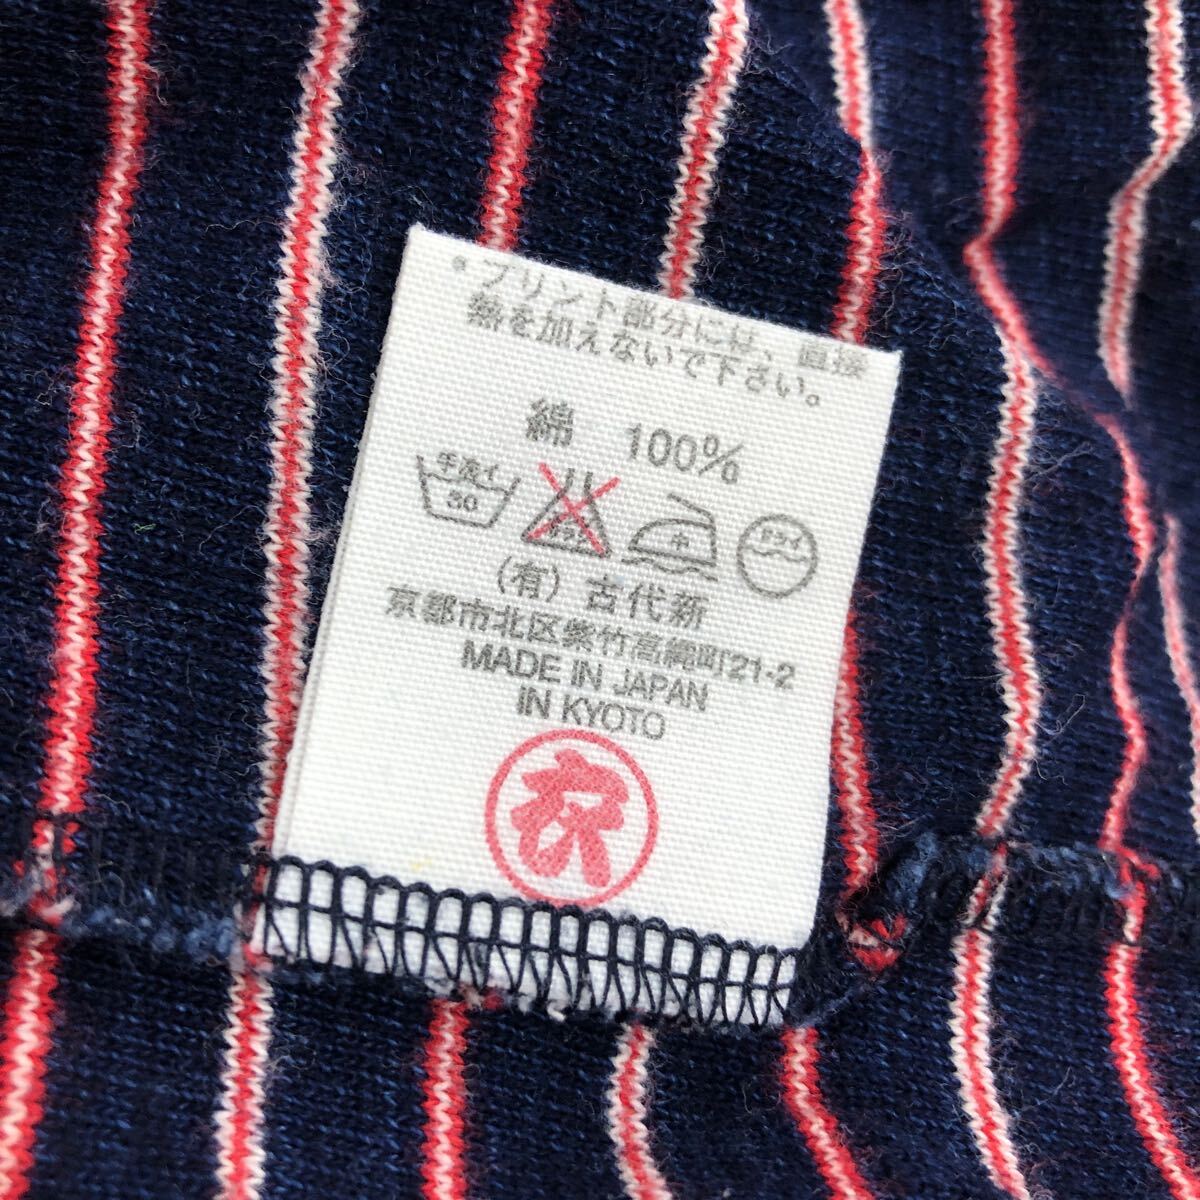 ・プリント部分には、直接
熱を加えないで下さい。
綿 100%
手洗イ
30
ドライ
(有) 古代新
京都市北区紫竹高縄町21-2
MADE IN JAPAN
IN KYOTO